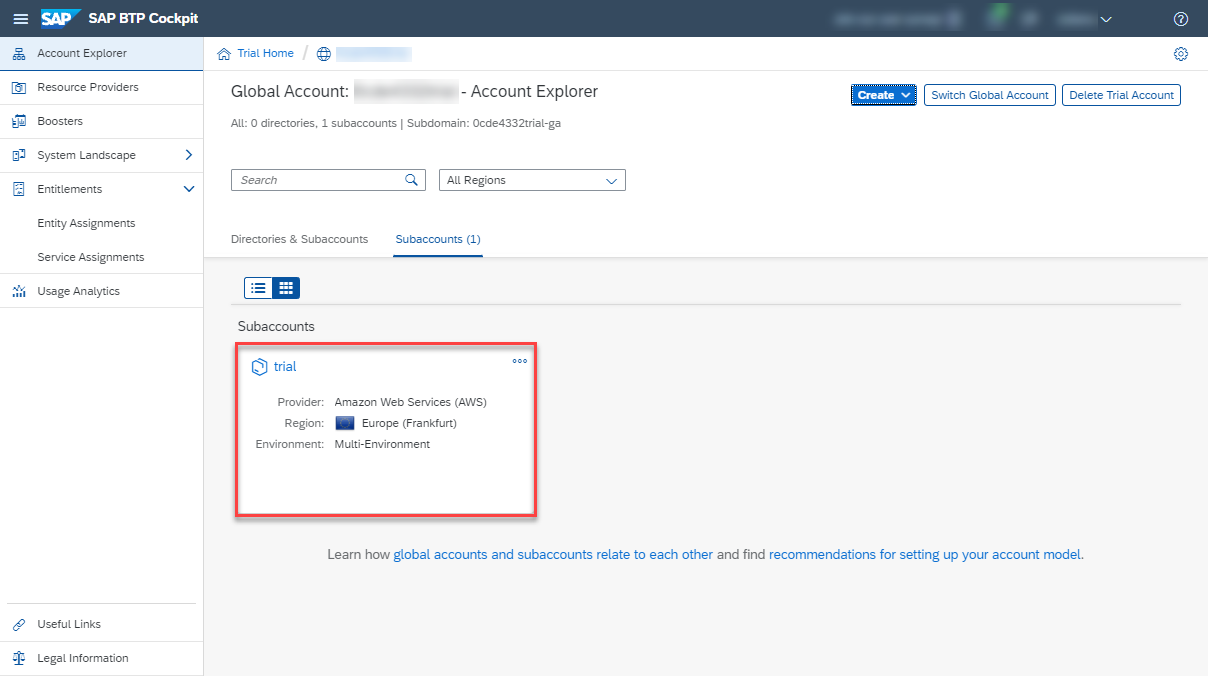 SAP SAP BTP Cockpit
Account Explorer
Resource Providers
Boosters
System Landscape
Entitlements
Entity Assignments
Service Assignments
Usage Analytics
Useful Links
Legal Information
Trial Home /
Global Account: - Account Explorer
All: 0 directories, 1 subaccounts | Subdomain: 0cde4332trial-ga
Create
Switch Global Account
Delete Trial Account
Search
All Regions
Directories & Subaccounts
Subaccounts (1)
Subaccounts
trial
Provider: Amazon Web Services (AWS)
Region: Europe (Frankfurt)
Environment: Multi-Environment
Learn how global accounts and subaccounts relate to each other and find recommendations for setting up your account model.